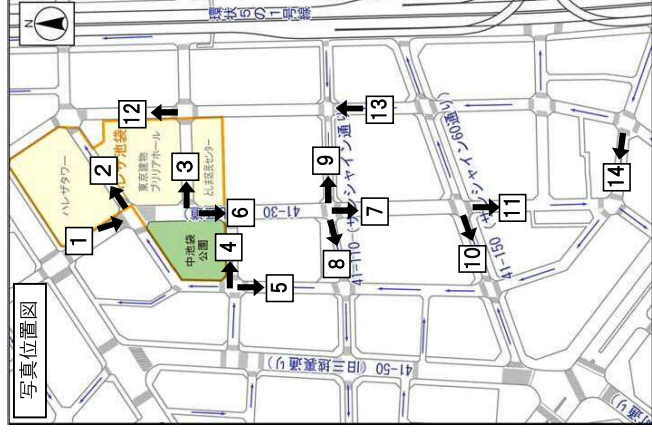 写真位置図
N
環状5の1号線
ハレザタワー
ハレザ池袋
東京建物
ブリリアホール
としま区民センター
中池袋
公園
1
2
3
4
5
6
7
8
9
10
11
12
13
14
41-30
41-110 (サンシャイン通り)
41-150 (サンシャイン60通り)
41-50 (旧三越裏通り)